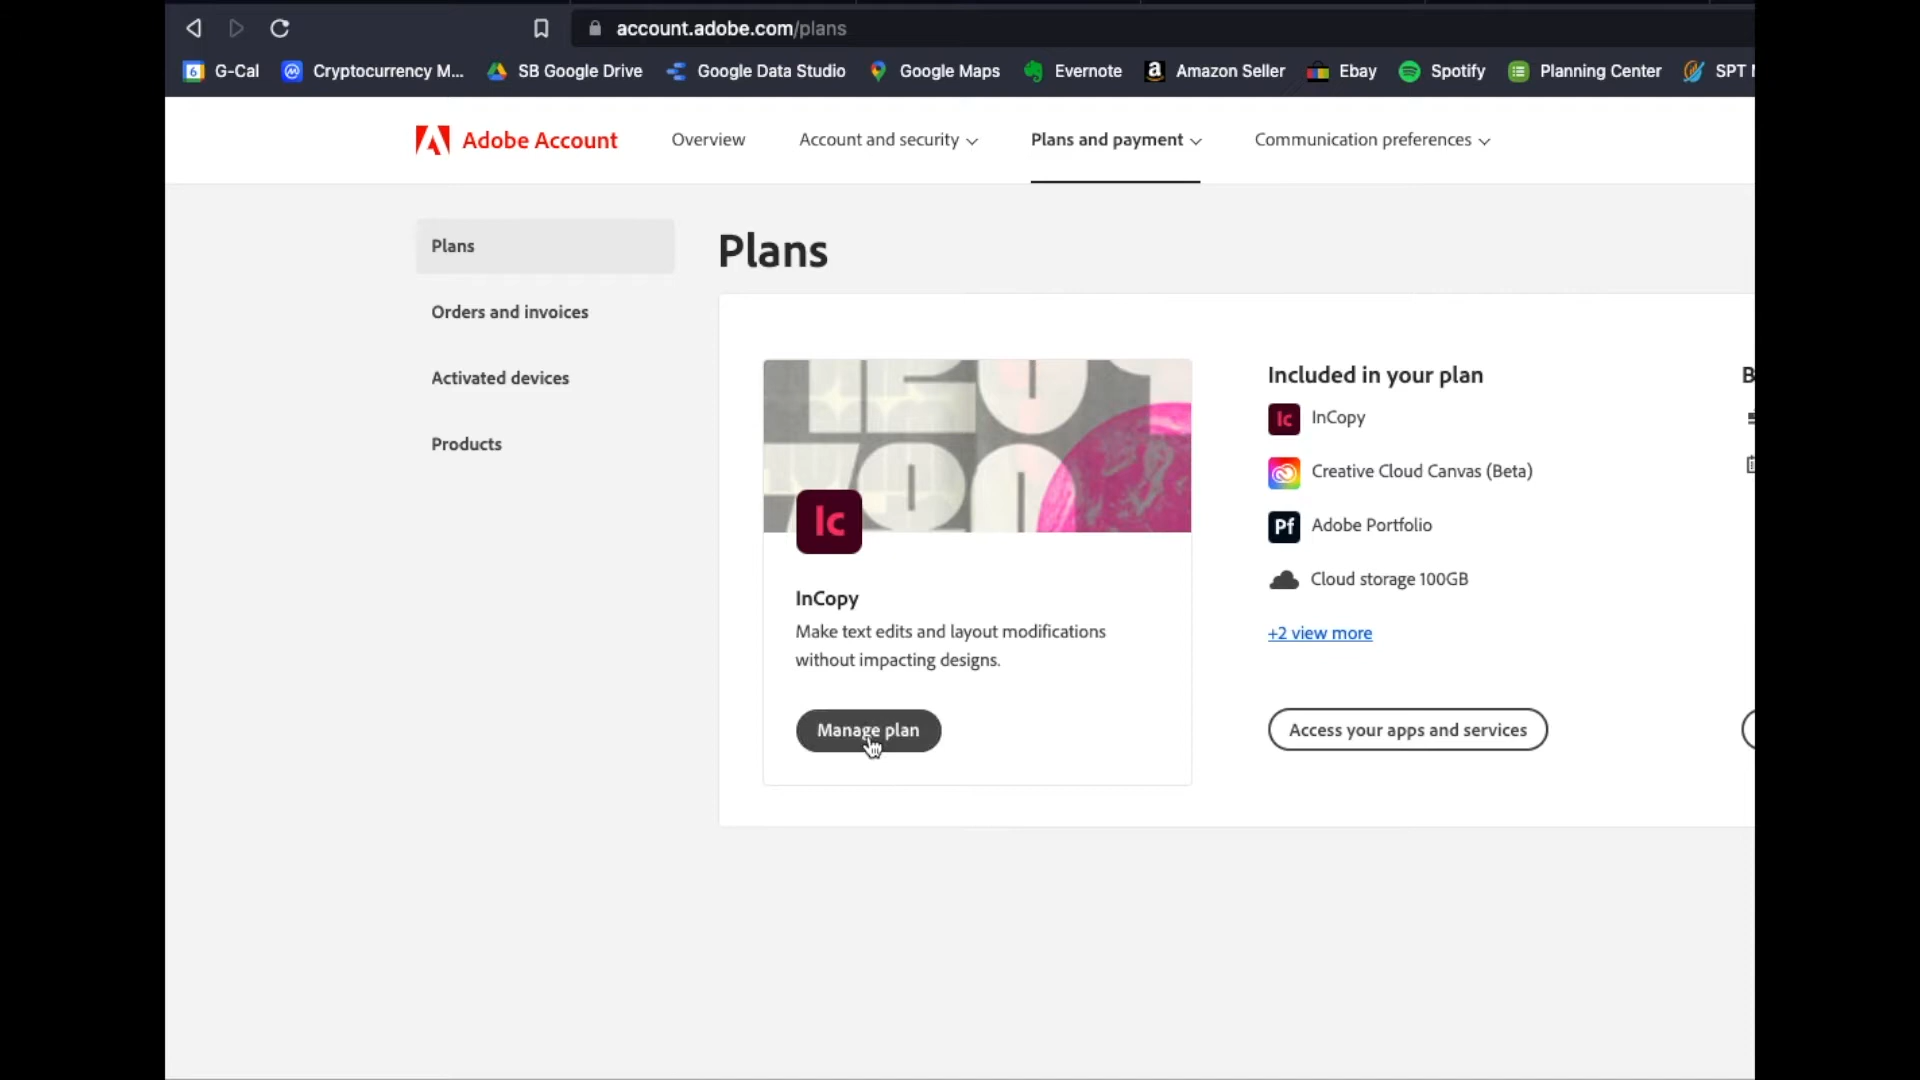 account.adobe.com/plans
G-Cal
Cryptocurrency M...
SB Google Drive
Google Data Studio
Google Maps
Evernote
Amazon Seller
Ebay
Spotify
Planning Center
SPT
Adobe Account
Overview
Account and security
Plans and payment
Communication preferences
Plans
Orders and invoices
Activated devices
Products
Plans
Ic
InCopy
Make text edits and layout modifications
without impacting designs.
Manage plan
Included in your plan
Ic InCopy
Creative Cloud Canvas (Beta)
Pf Adobe Portfolio
Cloud storage 100GB
+2 view more
Access your apps and services
B